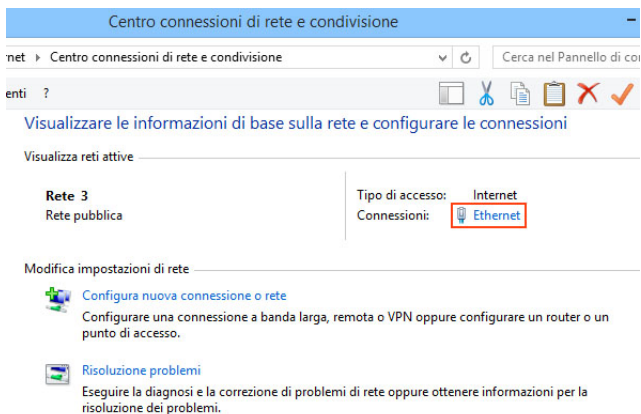 Centro connessioni di rete e condivisione
Centro connessioni di rete e condivisione
Cerca nel Pannello di
?
Visualizzare le informazioni di base sulla rete e configurare le connessioni
Visualizza reti attive
Rete 3
Rete pubblica
Tipo di accesso: Internet
Connessioni: Ethernet
Modifica impostazioni di rete
Configura nuova connessione o rete
Configurare una connessione a banda larga, remota o VPN oppure configurare un router o un
punto di accesso.
Risoluzione problemi
Eseguire la diagnosi e la correzione di problemi di rete oppure ottenere informazioni per la
risoluzione dei problemi.